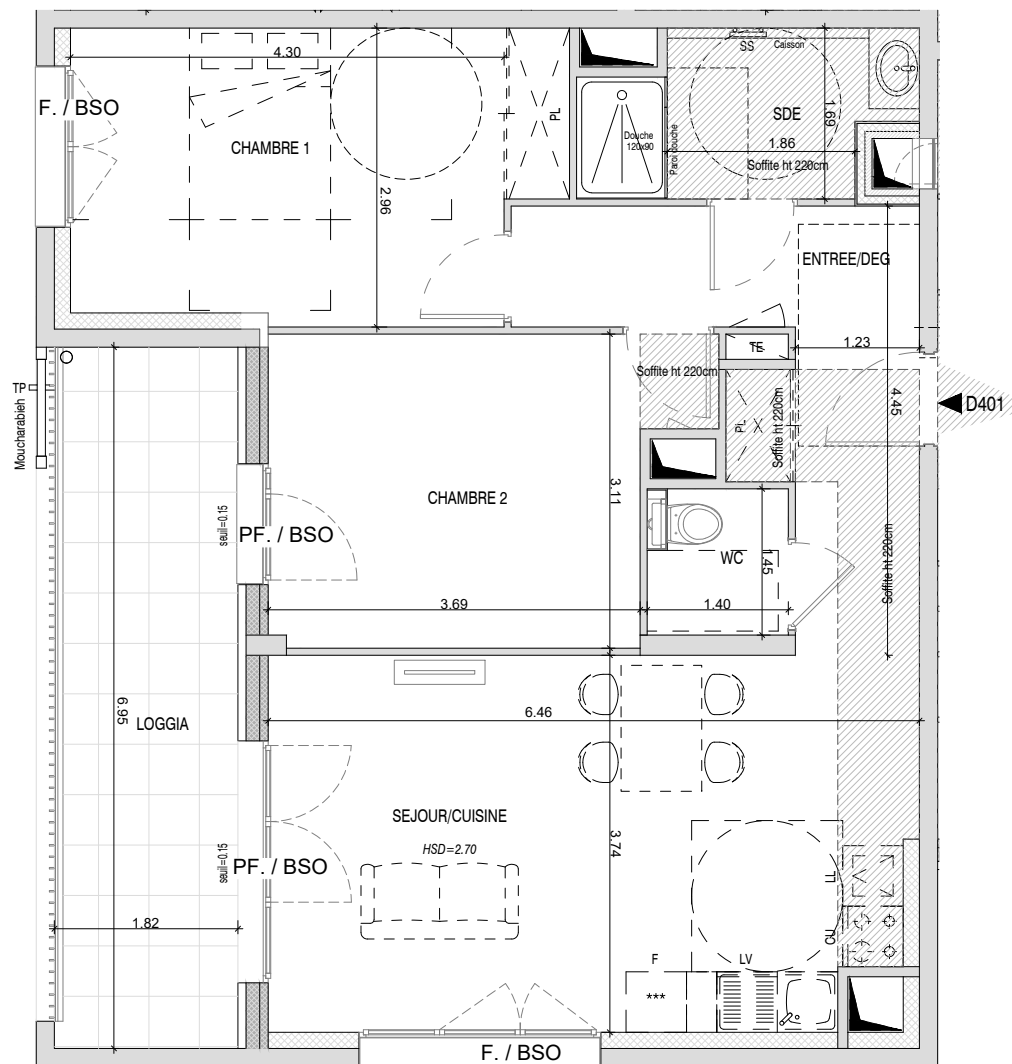 4.30
F. / BSO
CHAMBRE 1
2.96
PL
SS
Caisson
SDE
1.69
1.86
Douche
120x90
Paroi douche
Soffite ht 220cm
ENTREE/DEG
1.23
4.45
TE
Soffite ht 220cm
PL
Soffite ht 220cm
D401
TP
Moucharabieh
CHAMBRE 2
3.11
seuil=0.15
PF. / BSO
WC
1.45
1.40
3.69
Soffite ht 220cm
6.95
LOGGIA
6.46
SEJOUR/CUISINE
HSD=2.70
3.74
seuil=0.15
PF. / BSO
1.82
LL
CU
F
LV
***
F. / BSO